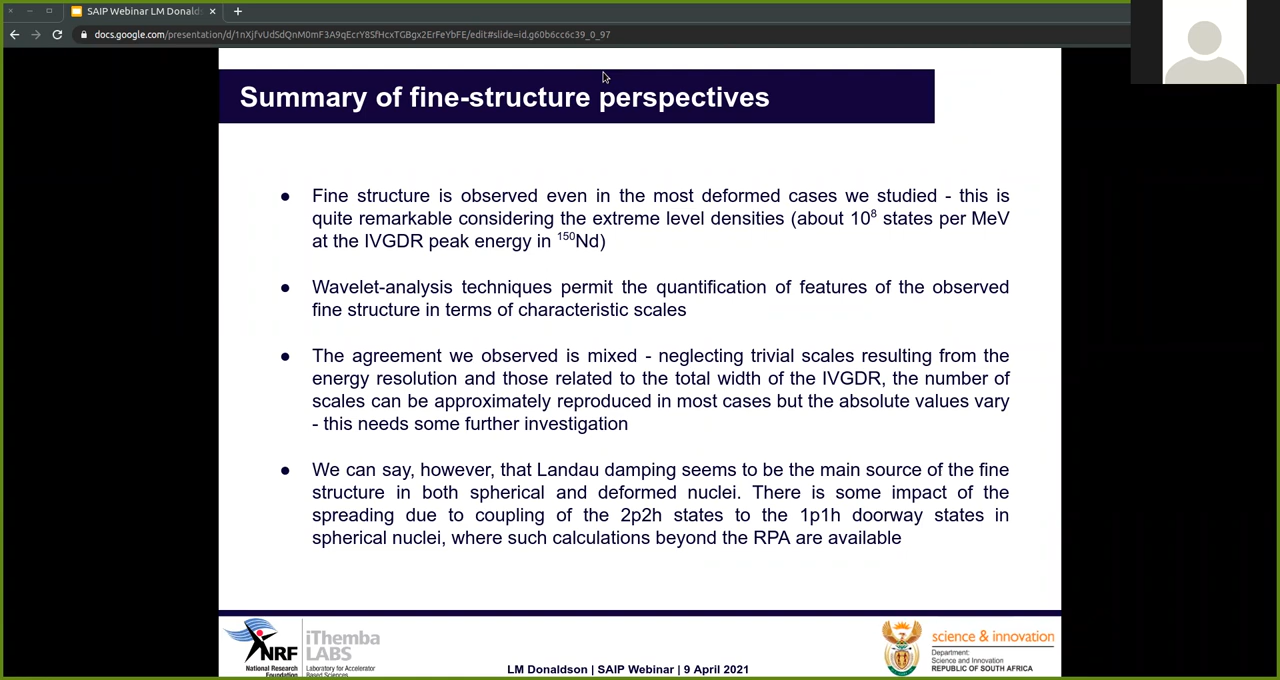 SAIP Webinar LM Donalds
docs.google.com/presentation/d/1nXjfvUdSdQnM0mF3A9qEcrY8SfHcxTGBgx2ErFeYbFE/edit#slide=id.g60b6cc6c39_0_97
Summary of fine-structure perspectives
● Fine structure is observed even in the most deformed cases we studied - this is
quite remarkable considering the extreme level densities (about 10⁸ states per MeV
at the IVGDR peak energy in ¹⁵⁰Nd)
● Wavelet-analysis techniques permit the quantification of features of the observed
fine structure in terms of characteristic scales
● The agreement we observed is mixed - neglecting trivial scales resulting from the
energy resolution and those related to the total width of the IVGDR, the number of
scales can be approximately reproduced in most cases but the absolute values vary
- this needs some further investigation
● We can say, however, that Landau damping seems to be the main source of the fine
structure in both spherical and deformed nuclei. There is some impact of the
spreading due to coupling of the 2p2h states to the 1p1h doorway states in
spherical nuclei, where such calculations beyond the RPA are available
NRF
National Research
Foundation
iThemba
LABS
Laboratory for Accelerator
Based Sciences
LM Donaldson | SAIP Webinar | 9 April 2021
science & innovation
Department:
Science and Innovation
REPUBLIC OF SOUTH AFRICA